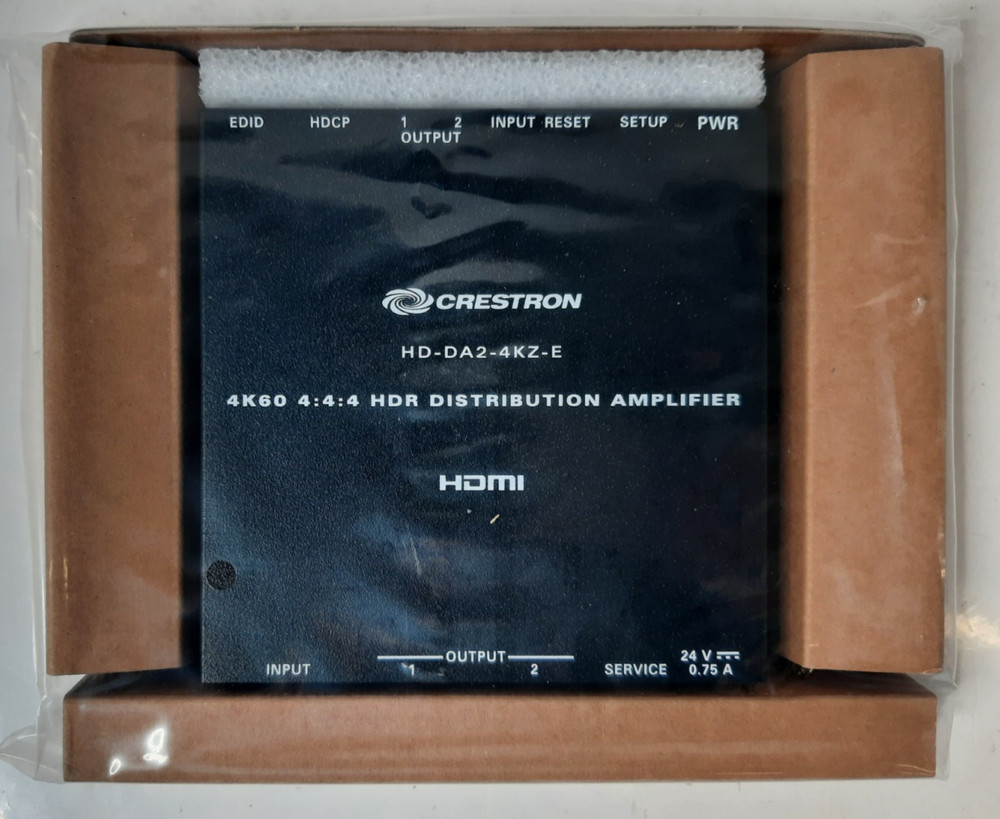 EDID HDCP 1 2 INPUT RESET SETUP PWR
OUTPUT
CRESTRON
HD-DA2-4KZ-E
4K60 4:4:4 HDR DISTRIBUTION AMPLIFIER
HDMI
OUTPUT 24 V
INPUT 1 2 SERVICE 0.75 A